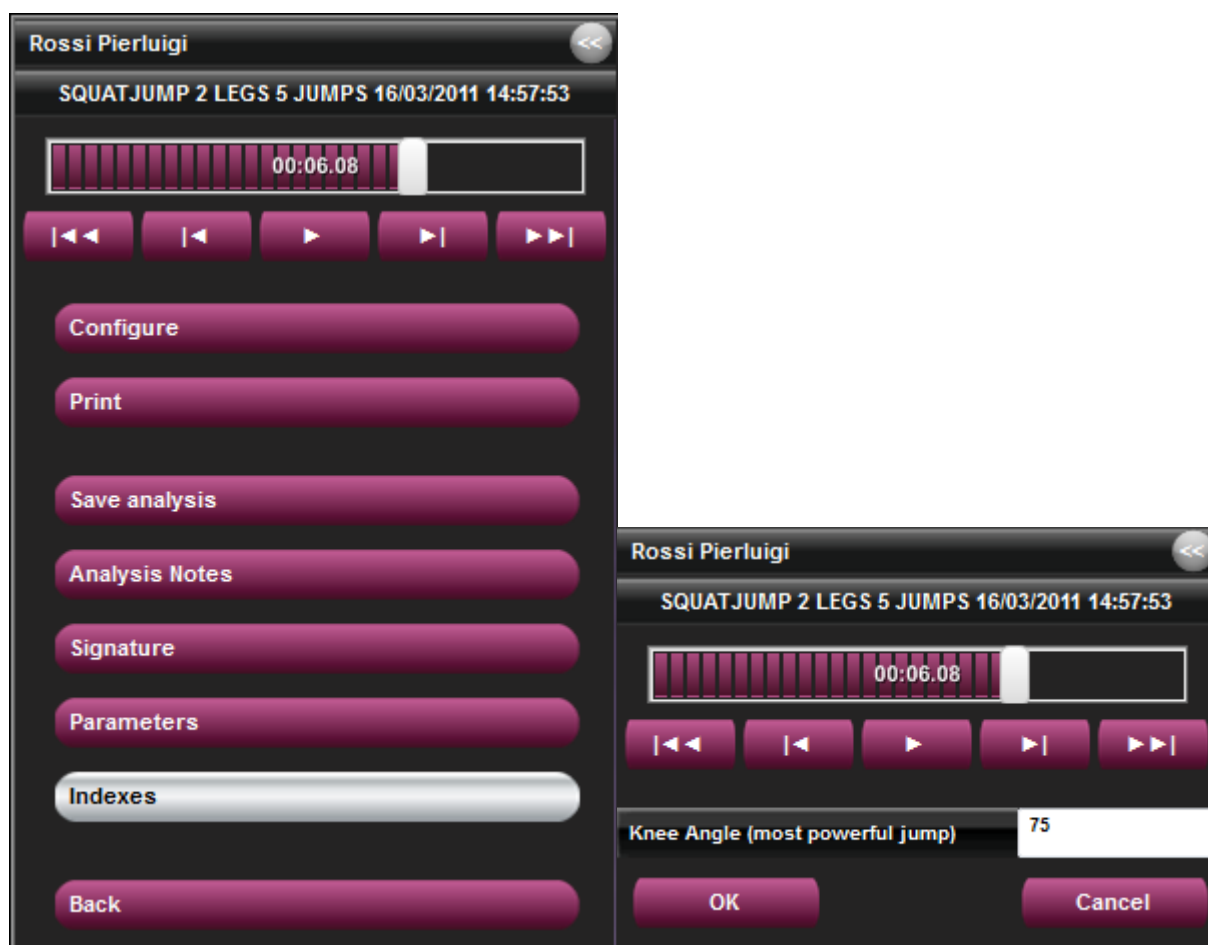 Rossi Pierluigi
<<
SQUATJUMP 2 LEGS 5 JUMPS 16/03/2011 14:57:53
00:06.08
Configure
Print
Save analysis
Analysis Notes
Signature
Parameters
Indexes
Back
Rossi Pierluigi
<<
SQUATJUMP 2 LEGS 5 JUMPS 16/03/2011 14:57:53
00:06.08
Knee Angle (most powerful jump) 75
OK Cancel